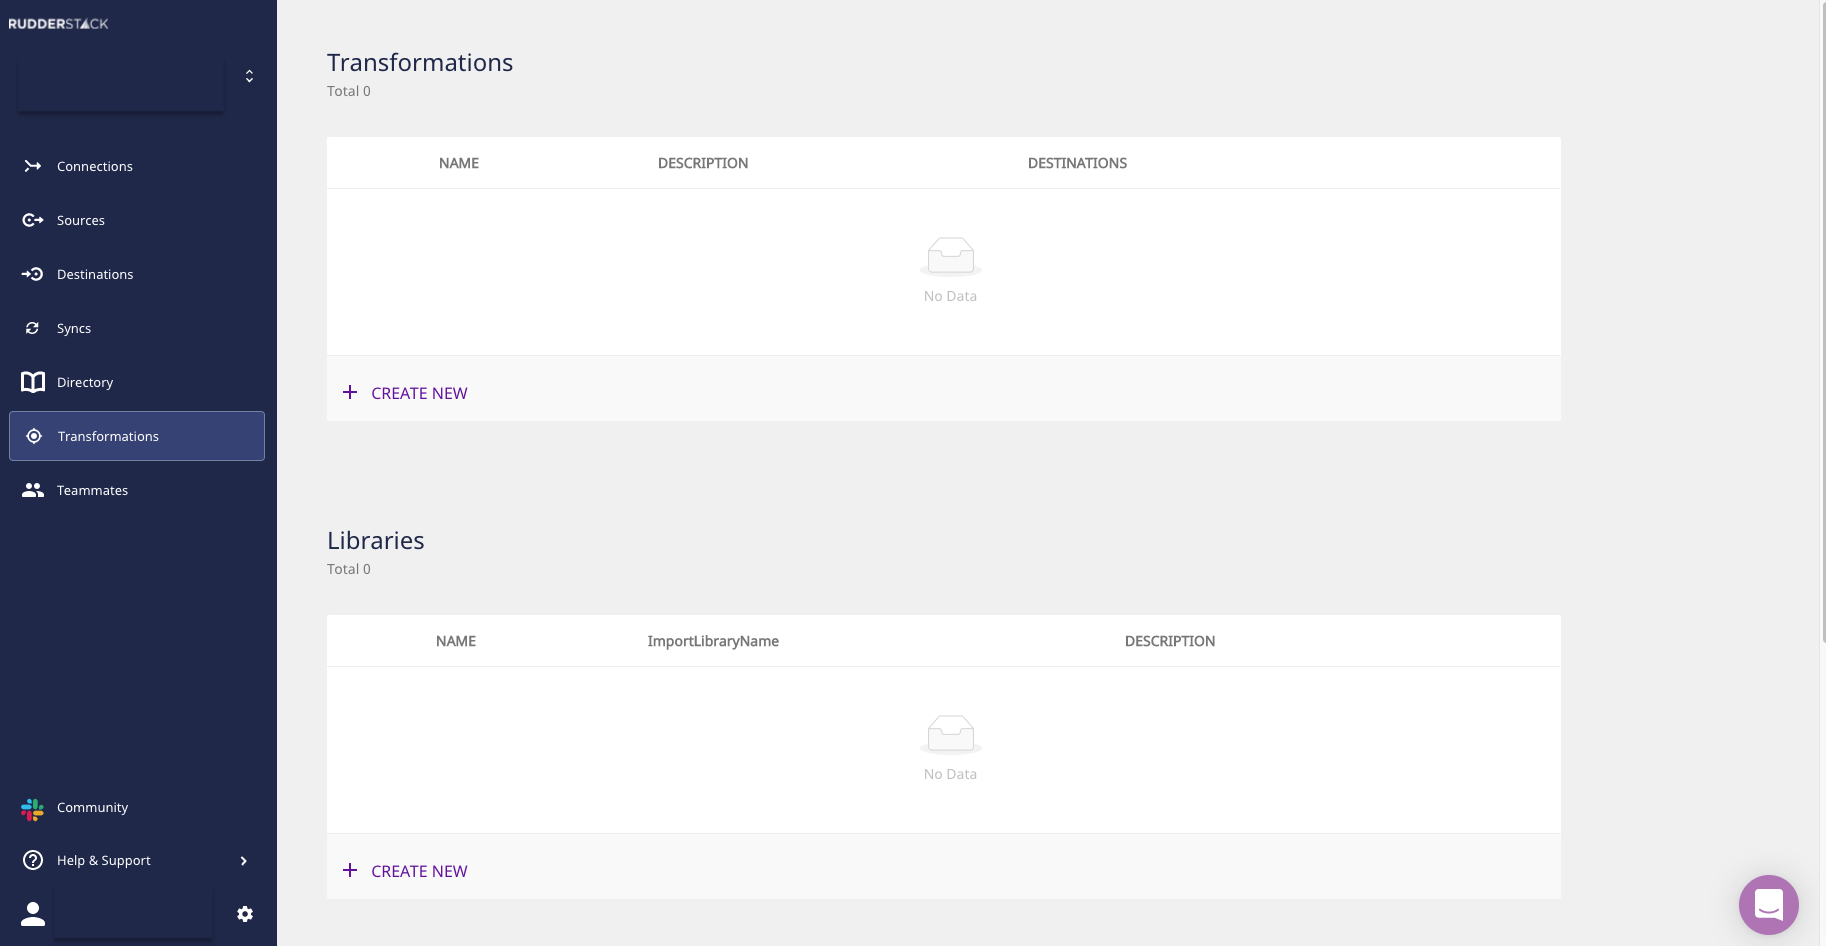 RUDDERSTACK
Connections
Sources
Destinations
Syncs
Directory
Transformations
Teammates
Community
Help & Support
Transformations
Total 0
NAME DESCRIPTION DESTINATIONS
No Data
+ CREATE NEW
Libraries
Total 0
NAME ImportLibraryName DESCRIPTION
No Data
+ CREATE NEW